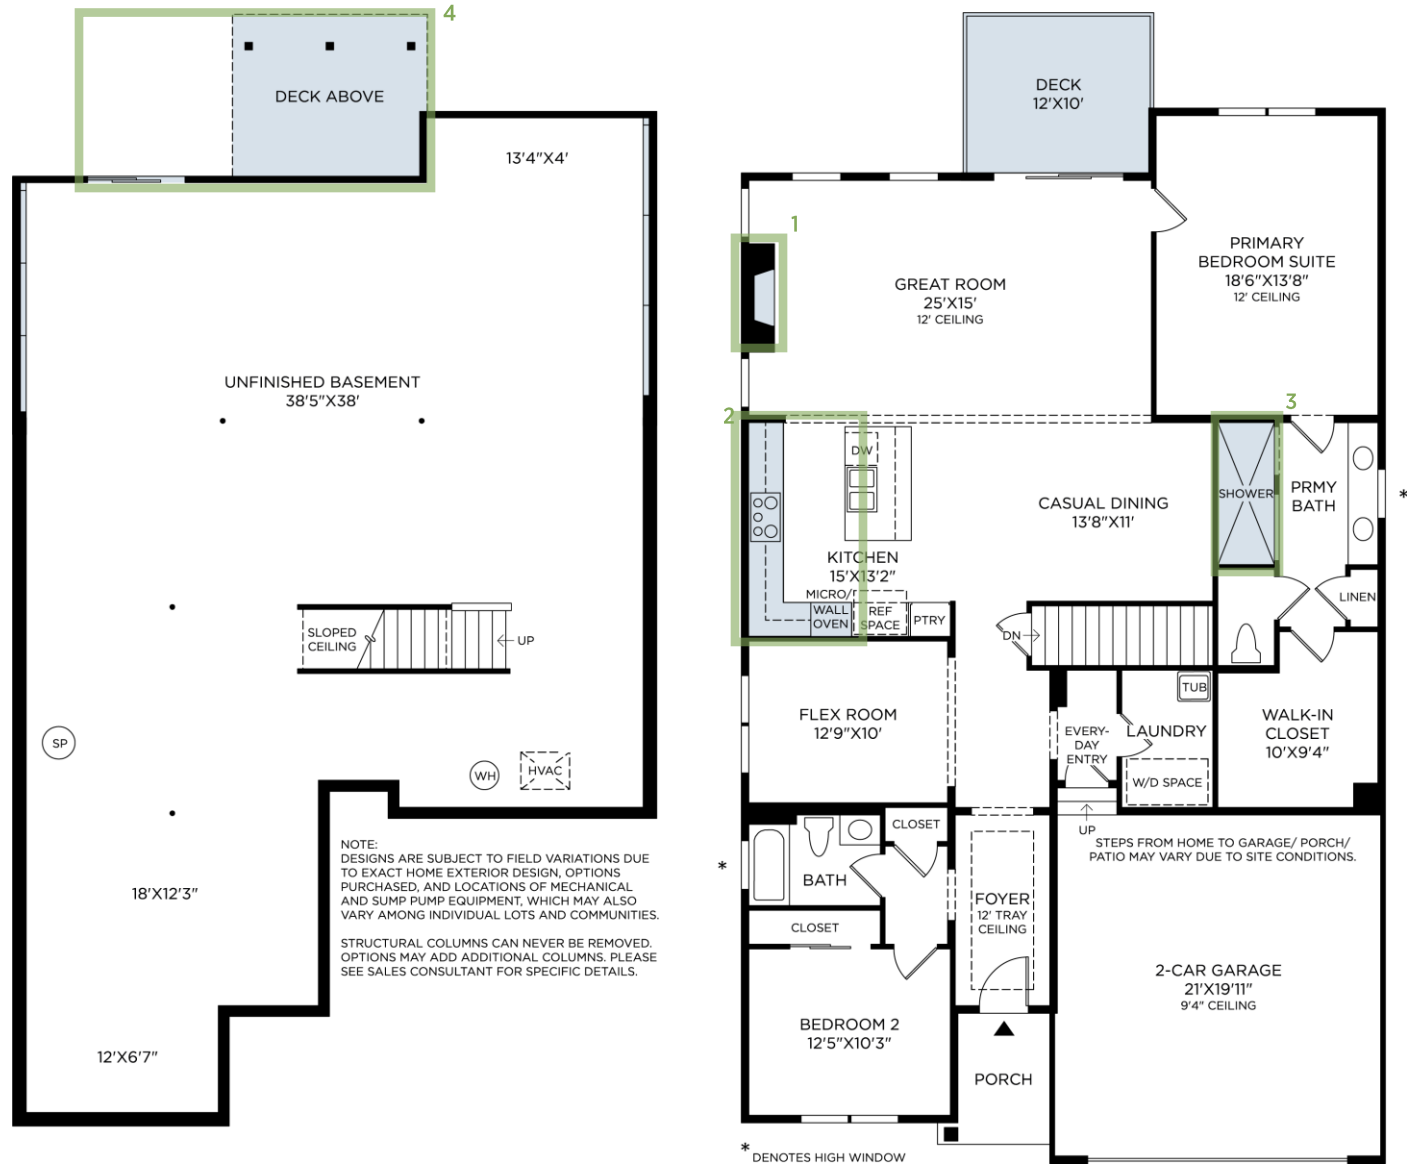 4
DECK ABOVE
13'4"X4'
UNFINISHED BASEMENT
38'5"X38'
SLOPED
CEILING
UP
SP
WH
HVAC
NOTE:
DESIGNS ARE SUBJECT TO FIELD VARIATIONS DUE
TO EXACT HOME EXTERIOR DESIGN, OPTIONS
PURCHASED, AND LOCATIONS OF MECHANICAL
AND SUMP PUMP EQUIPMENT, WHICH MAY ALSO
VARY AMONG INDIVIDUAL LOTS AND COMMUNITIES.
STRUCTURAL COLUMNS CAN NEVER BE REMOVED.
OPTIONS MAY ADD ADDITIONAL COLUMNS. PLEASE
SEE SALES CONSULTANT FOR SPECIFIC DETAILS.
18'X12'3"
12'X6'7"
DECK
12'X10'
1
GREAT ROOM
25'X15'
12' CEILING
PRIMARY
BEDROOM SUITE
18'6"X13'8"
12' CEILING
2
DW
KITCHEN
15'X13'2"
MICRO/
WALL
OVEN
REF
SPACE
PTRY
CASUAL DINING
13'8"X11'
3
SHOWER
PRMY
BATH
*
LINEN
DN
FLEX ROOM
12'9"X10'
EVERY-
DAY
ENTRY
LAUNDRY
TUB
W/D SPACE
WALK-IN
CLOSET
10'X9'4"
UP
STEPS FROM HOME TO GARAGE/ PORCH/
PATIO MAY VARY DUE TO SITE CONDITIONS.
*
BATH
CLOSET
CLOSET
FOYER
12' TRAY
CEILING
BEDROOM 2
12'5"X10'3"
2-CAR GARAGE
21'X19'11"
9'4" CEILING
PORCH
* DENOTES HIGH WINDOW